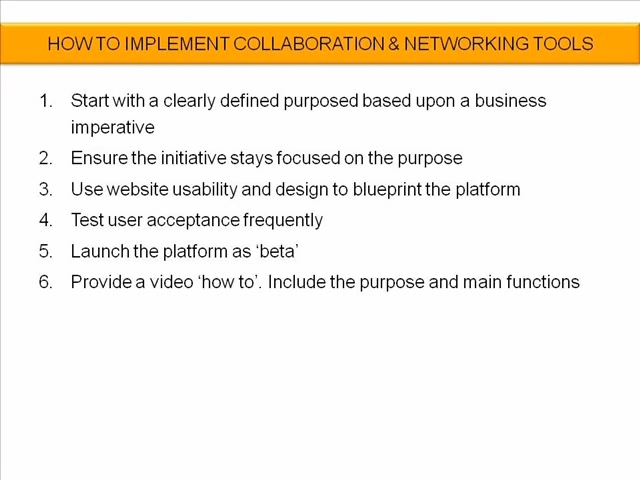 HOW TO IMPLEMENT COLLABORATION & NETWORKING TOOLS
1. Start with a clearly defined purposed based upon a business
imperative
2. Ensure the initiative stays focused on the purpose
3. Use website usability and design to blueprint the platform
4. Test user acceptance frequently
5. Launch the platform as ‘beta’
6. Provide a video ‘how to’. Include the purpose and main functions